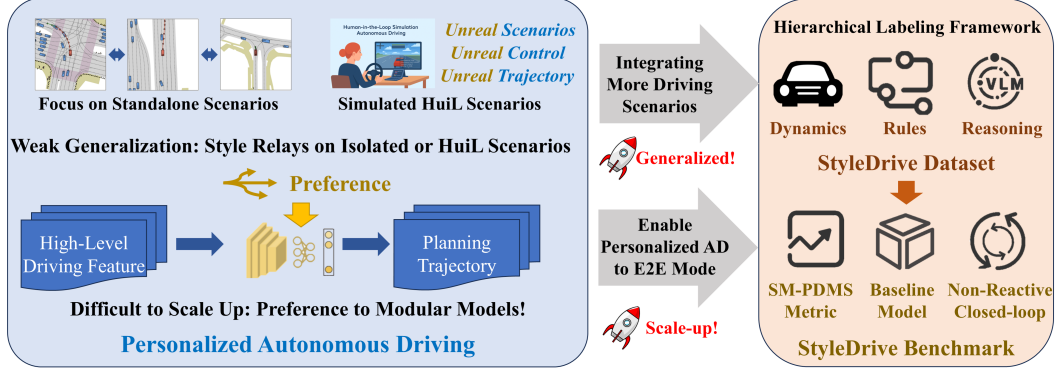 Human-in-the-Loop Simulation
Autonomous Driving
Unreal Scenarios
Unreal Control
Unreal Trajectory
Focus on Standalone Scenarios
Simulated HuiL Scenarios
Weak Generalization: Style Relays on Isolated or HuiL Scenarios
Preference
High-Level
Driving Feature
Planning
Trajectory
Difficult to Scale Up: Preference to Modular Models!
Personalized Autonomous Driving
Integrating
More Driving
Scenarios
Generalized!
Enable
Personalized AD
to E2E Mode
Scale-up!
Hierarchical Labeling Framework
VLM
Dynamics
Rules
Reasoning
StyleDrive Dataset
SM-PDMS
Metric
Baseline
Model
Non-Reactive
Closed-loop
StyleDrive Benchmark